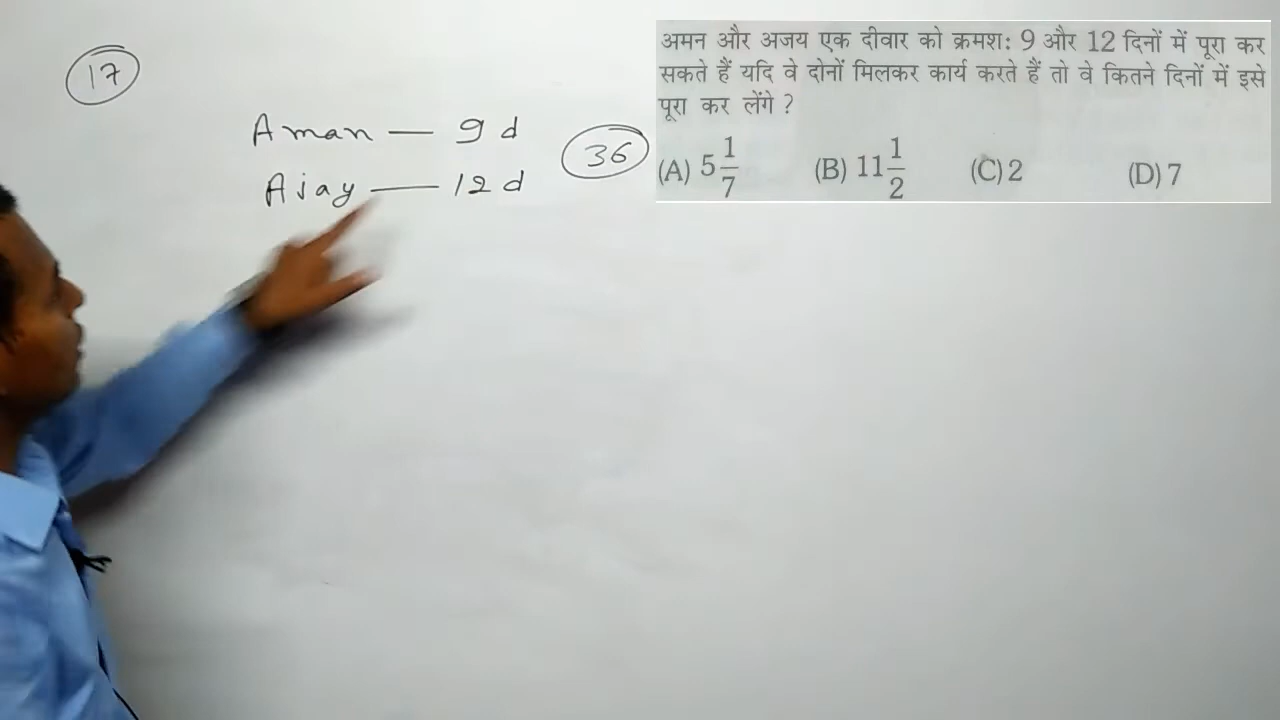 17
Aman — 9 d
Ajay — 12 d
36
अमन और अजय एक दीवार को क्रमश: 9 और 12 दिनों में पूरा कर
सकते हैं यदि वे दोनों मिलकर कार्य करते हैं तो वे कितने दिनों में इसे
पूरा कर लेंगे ?
(A) 5 1/7 (B) 11 1/2 (C) 2 (D) 7